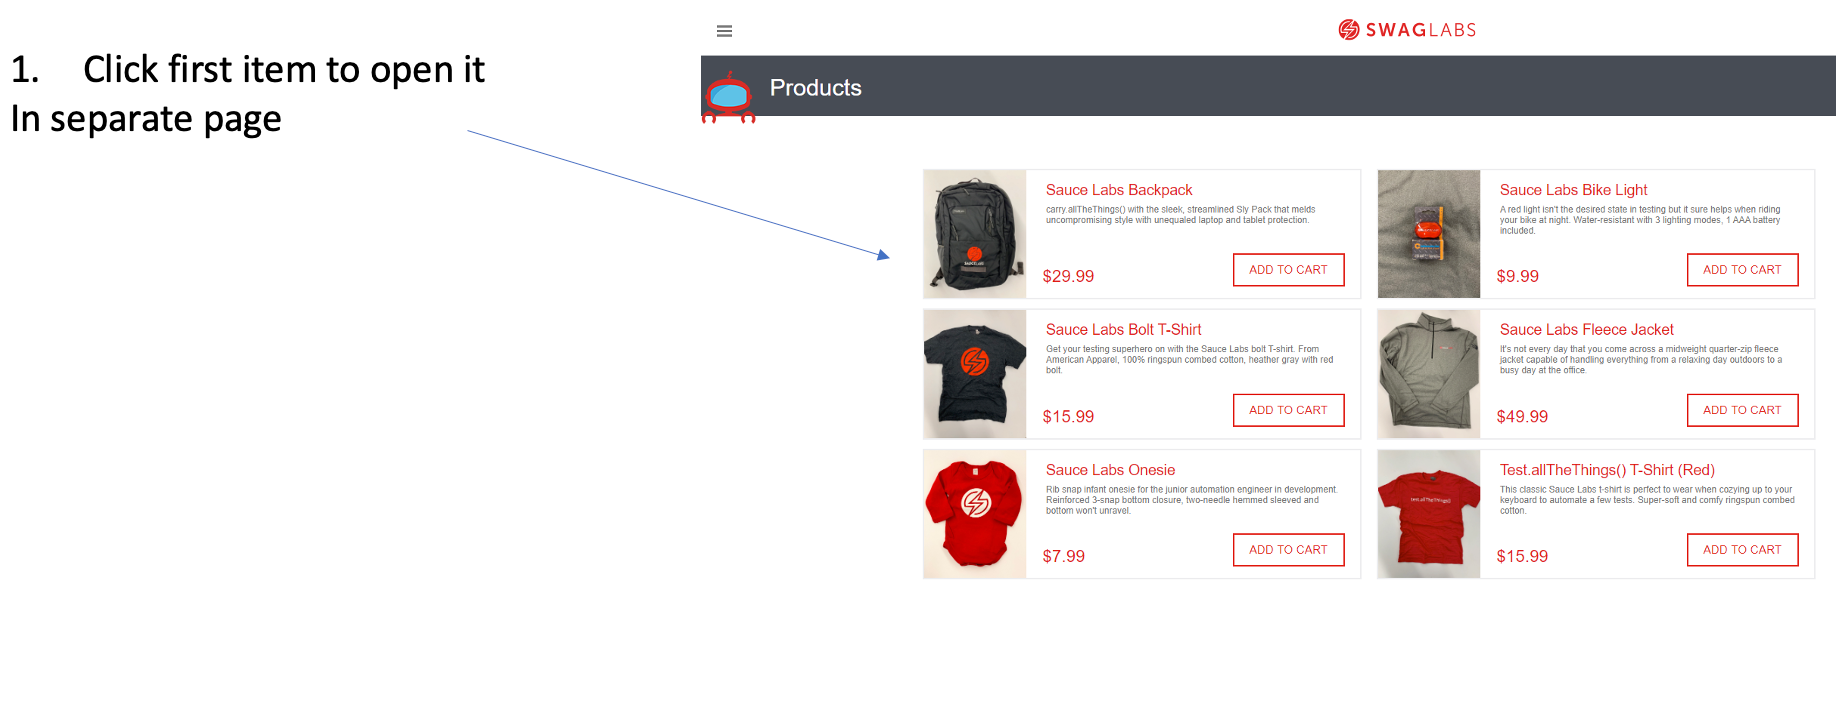 1. Click first item to open it
In separate page
SWAGLABS
Products
Sauce Labs Backpack
carry.allTheThings() with the sleek, streamlined Sly Pack that melds
uncompromising style with unequaled laptop and tablet protection.
$29.99
ADD TO CART
Sauce Labs Bike Light
A red light isn't the desired state in testing but it sure helps when riding
your bike at night. Water-resistant with 3 lighting modes, 1 AAA battery
included.
$9.99
ADD TO CART
Sauce Labs Bolt T-Shirt
Get your testing superhero on with the Sauce Labs bolt T-shirt. From
American Apparel, 100% ringspun combed cotton, heather gray with red
bolt.
$15.99
ADD TO CART
Sauce Labs Fleece Jacket
It's not every day that you come across a midweight quarter-zip fleece
jacket capable of handling everything from a relaxing day outdoors to a
busy day at the office.
$49.99
ADD TO CART
Sauce Labs Onesie
Rib snap infant onesie for the junior automation engineer in development.
Reinforced 3-snap bottom closure, two-needle hemmed sleeved and
bottom won't unravel.
$7.99
ADD TO CART
test.allTheThings()
Test.allTheThings() T-Shirt (Red)
This classic Sauce Labs t-shirt is perfect to wear when cozying up to your
keyboard to automate a few tests. Super-soft and comfy ringspun combed
cotton.
$15.99
ADD TO CART